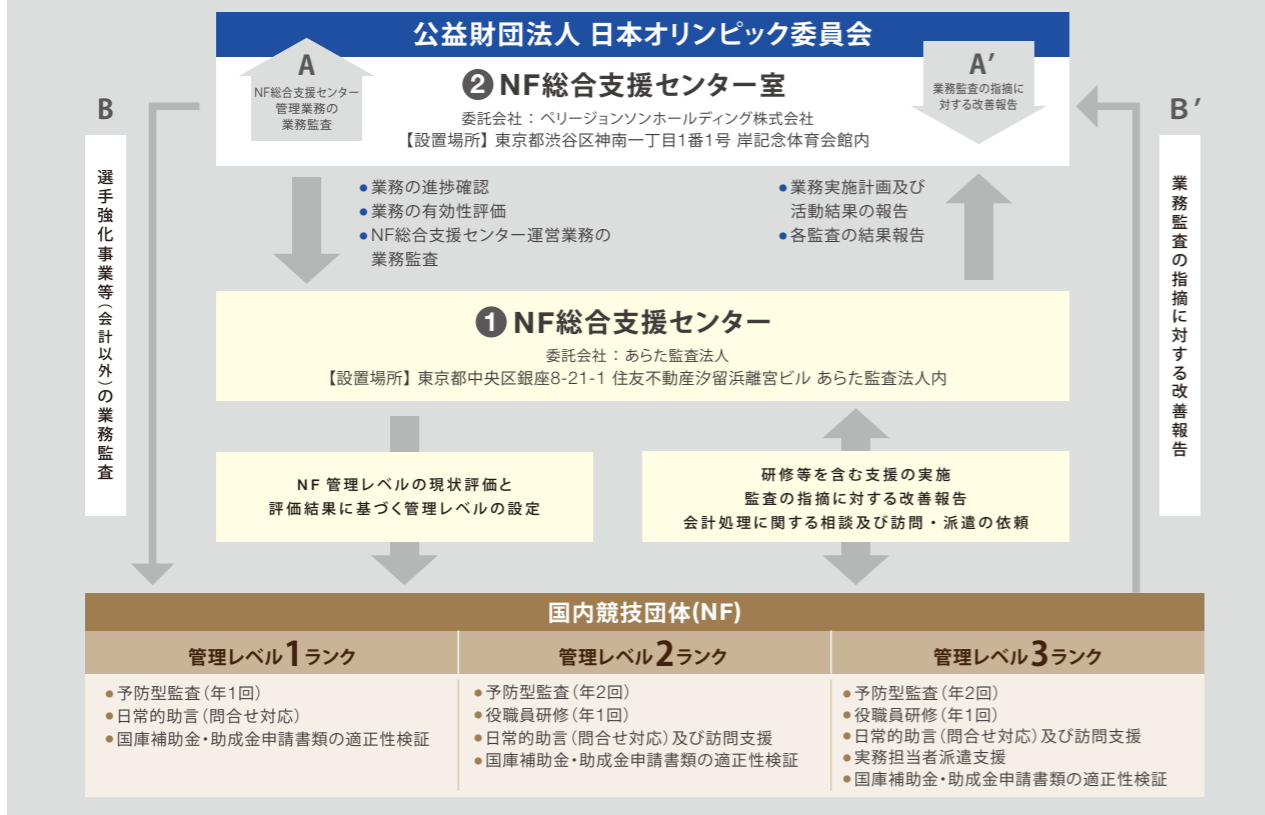 公益財団法人 日本オリンピック委員会
A
NF総合支援センター
管理業務の
業務監査
❷NF総合支援センター室
委託会社：ペリージョンソンホールディング株式会社
【設置場所】東京都渋谷区神南一丁目1番1号 岸記念体育会館内
A′
業務監査の指摘に
対する改善報告
B
選手強化事業等(会計以外)の業務監査
B′
業務監査の指摘に対する改善報告
●業務の進捗確認
●業務の有効性評価
●NF総合支援センター運営業務の
業務監査
●業務実施計画及び
活動結果の報告
●各監査の結果報告
❶NF総合支援センター
委託会社：あらた監査法人
【設置場所】東京都中央区銀座8-21-1 住友不動産汐留浜離宮ビル あらた監査法人内
NF 管理レベルの現状評価と
評価結果に基づく管理レベルの設定
研修等を含む支援の実施
監査の指摘に対する改善報告
会計処理に関する相談及び訪問・派遣の依頼
国内競技団体(NF)
管理レベル1ランク
●予防型監査(年1回)
●日常的助言(問合せ対応)
●国庫補助金・助成金申請書類の適正性検証
管理レベル2ランク
●予防型監査(年2回)
●役職員研修(年1回)
●日常的助言(問合せ対応)及び訪問支援
●国庫補助金・助成金申請書類の適正性検証
管理レベル3ランク
●予防型監査(年2回)
●役職員研修(年1回)
●日常的助言(問合せ対応)及び訪問支援
●実務担当者派遣支援
●国庫補助金・助成金申請書類の適正性検証